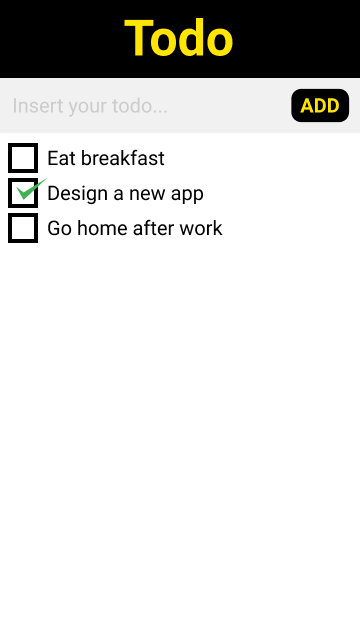 Todo
Insert your todo...
ADD
Eat breakfast
Design a new app
Go home after work